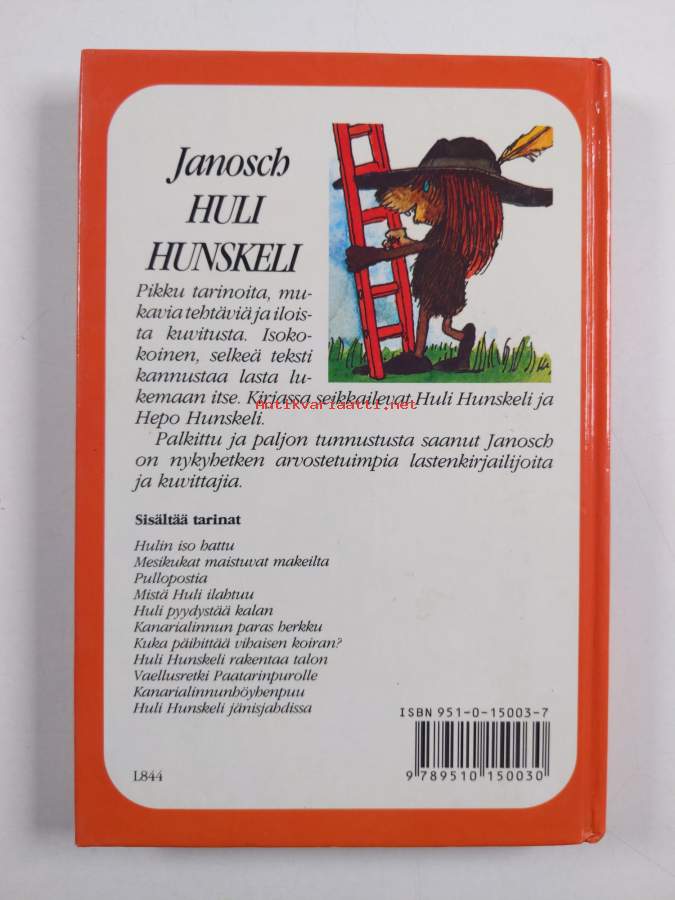 Janosch
HULI
HUNSKELI
Pikku tarinoita, mu-
kavia tehtäviä ja ilois-
ta kuvitusta. Isoko-
koinen, selkeä teksti
kannustaa lasta lu-
kemaan itse. Kirjassa seikkailevat Huli Hunskeli ja
Antikvariaatti.net
Hepo Hunskeli.
Palkittu ja paljon tunnustusta saanut Janosch
on nykyhetken arvostetuimpia lastenkirjailijoita
ja kuvittajia.
Sisältää tarinat
Hulin iso hattu
Mesikukat maistuvat makeilta
Pullopostia
Mistä Huli ilahtuu
Huli pyydystää kalan
Kanarialinnun paras herkku
Kuka päihittää vihaisen koiran?
Huli Hunskeli rakentaa talon
Vaellusretki Paatarinpurolle
Kanarialinnunhöyhenpuu
Huli Hunskeli jänisjahdissa
ISBN 951-0-15003-7
9 789510 150030
L844